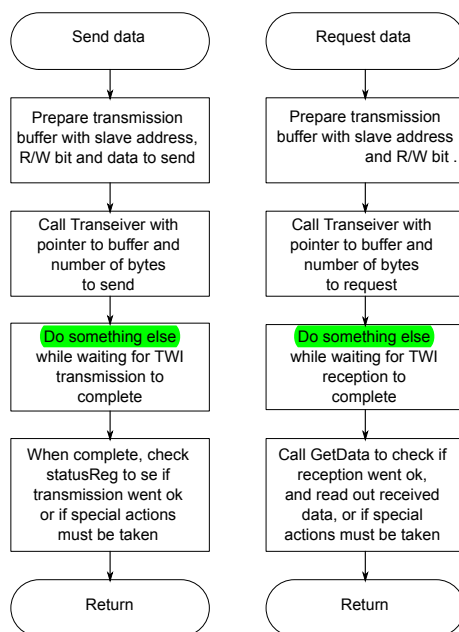 Send data
Prepare transmission
buffer with slave address,
R/W bit and data to send
Call Transeiver with
pointer to buffer and
number of bytes
to send
Do something else
while waiting for TWI
transmission to
complete
When complete, check
statusReg to se if
transmission went ok
or if special actions
must be taken
Return
Request data
Prepare transmission
buffer with slave address
and R/W bit .
Call Transeiver with
pointer to buffer and
number of bytes
to request
Do something else
while waiting for TWI
reception to
complete
Call GetData to check if
reception went ok,
and read out received
data, or if special
actions must be taken
Return